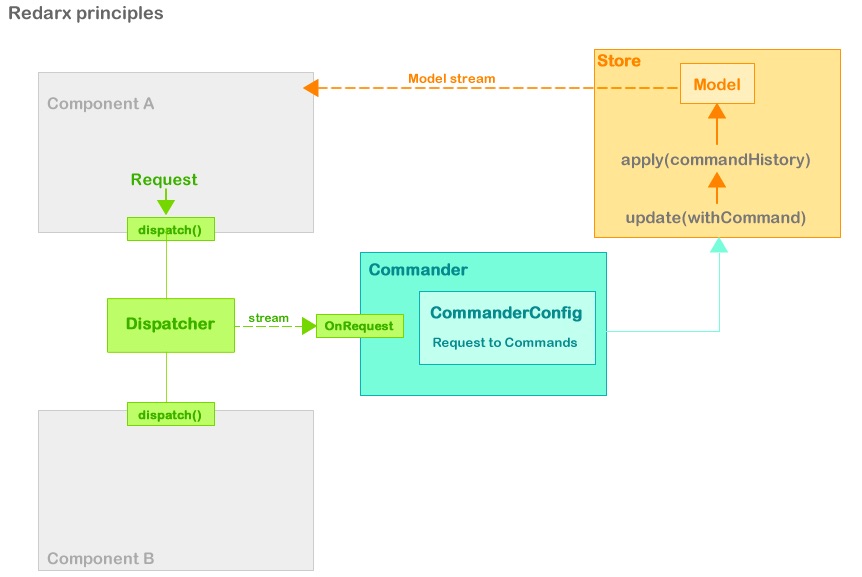 Redarx principles
Component A
Request
dispatch()
Dispatcher
stream
OnRequest
dispatch()
Component B
Commander
CommanderConfig
Request to Commands
Model stream
Store
Model
apply(commandHistory)
update(withCommand)